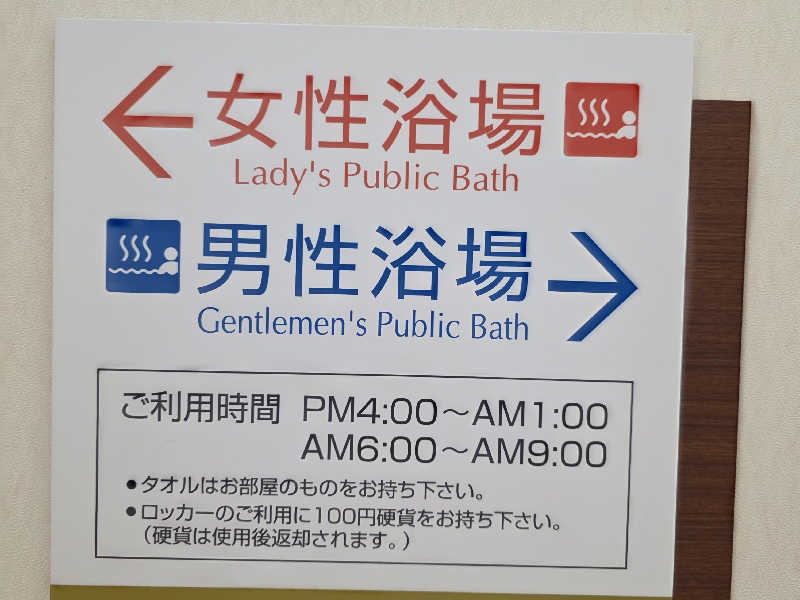 女性浴場
Lady's Public Bath
男性浴場
Gentlemen's Public Bath
ご利用時間 PM4:00～AM1:00
AM6:00～AM9:00
●タオルはお部屋のものをお持ち下さい。
●ロッカーのご利用に100円硬貨をお持ち下さい。
（硬貨は使用後返却されます。）